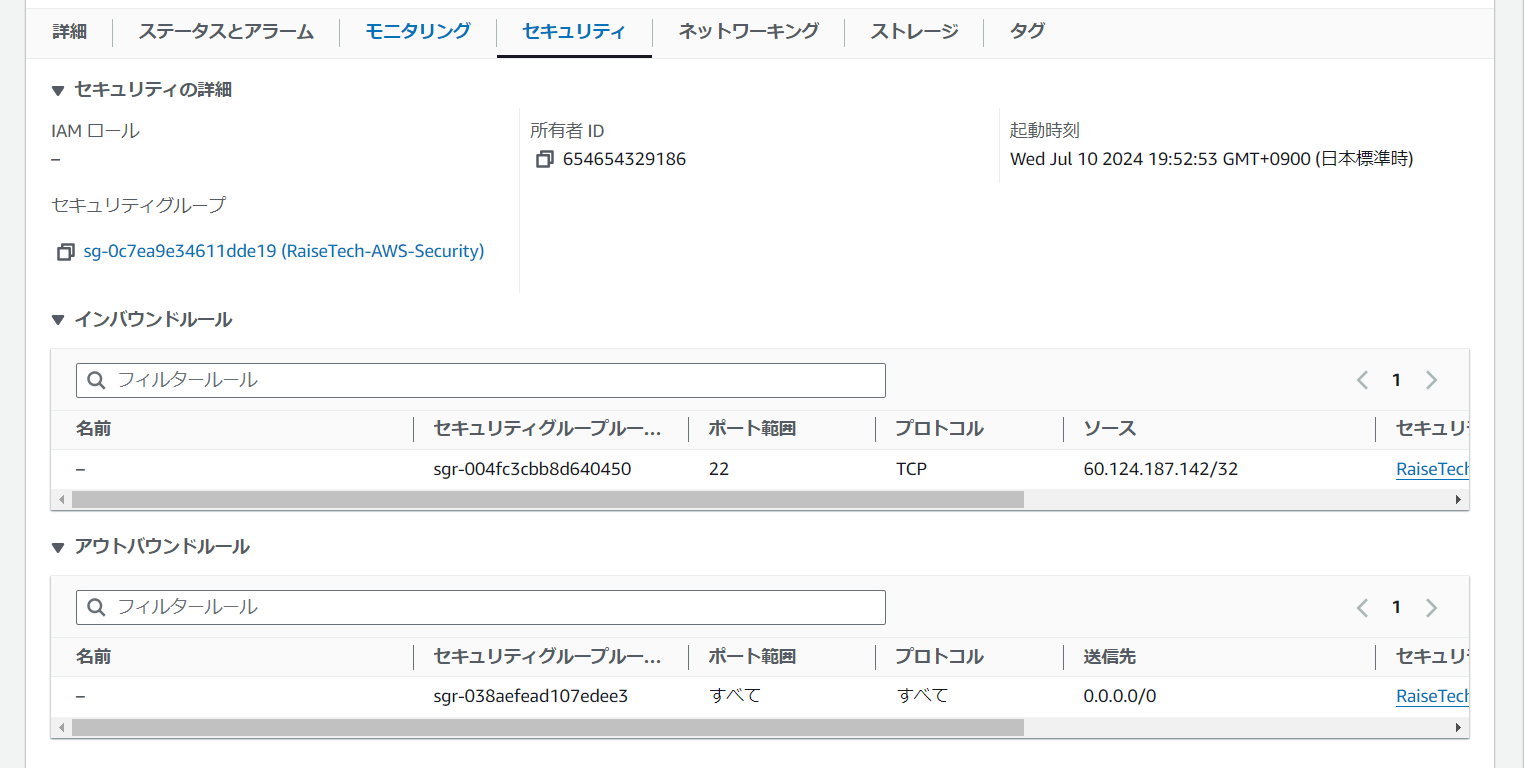 詳細 ステータスとアラーム モニタリング セキュリティ ネットワーキング ストレージ タグ
▼ セキュリティの詳細
IAM ロール 所有者 ID 起動時刻
– 654654329186 Wed Jul 10 2024 19:52:53 GMT+0900 (日本標準時)
セキュリティグループ
sg-0c7ea9e34611dde19 (RaiseTech-AWS-Security)
▼ インバウンドルール
フィルタールール 1
名前 セキュリティグループルー... ポート範囲 プロトコル ソース セキュリテ
– sgr-004fc3cbb8d640450 22 TCP 60.124.187.142/32 RaiseTech
▼ アウトバウンドルール
フィルタールール 1
名前 セキュリティグループルー... ポート範囲 プロトコル 送信先 セキュリテ
– sgr-038aefead107edee3 すべて すべて 0.0.0.0/0 RaiseTech